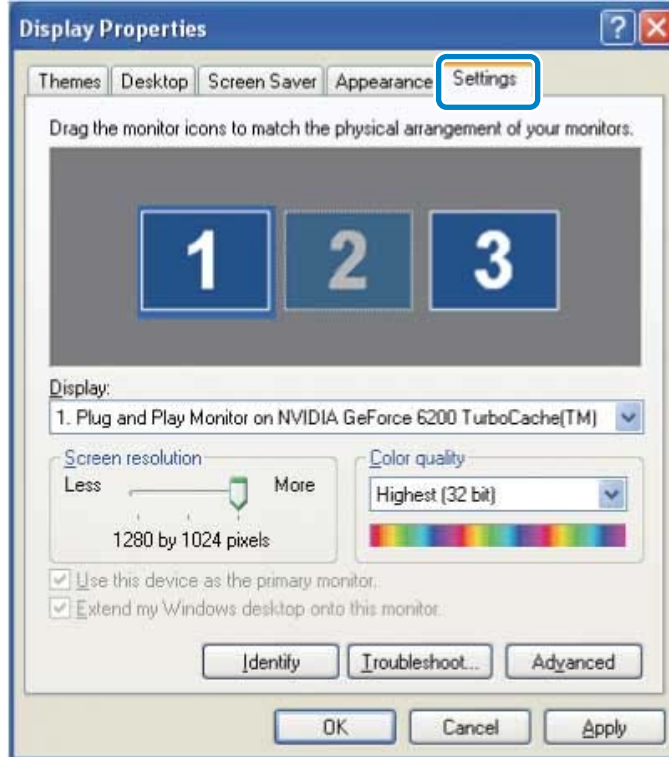 Display Properties
Themes Desktop Screen Saver Appearance Settings
Drag the monitor icons to match the physical arrangement of your monitors.
1 2 3
Display:
1. Plug and Play Monitor on NVIDIA GeForce 6200 TurboCache(TM)
Screen resolution Color quality
Less More Highest (32 bit)
1280 by 1024 pixels
Use this device as the primary monitor.
Extend my Windows desktop onto this monitor.
Identify Troubleshoot... Advanced
OK Cancel Apply